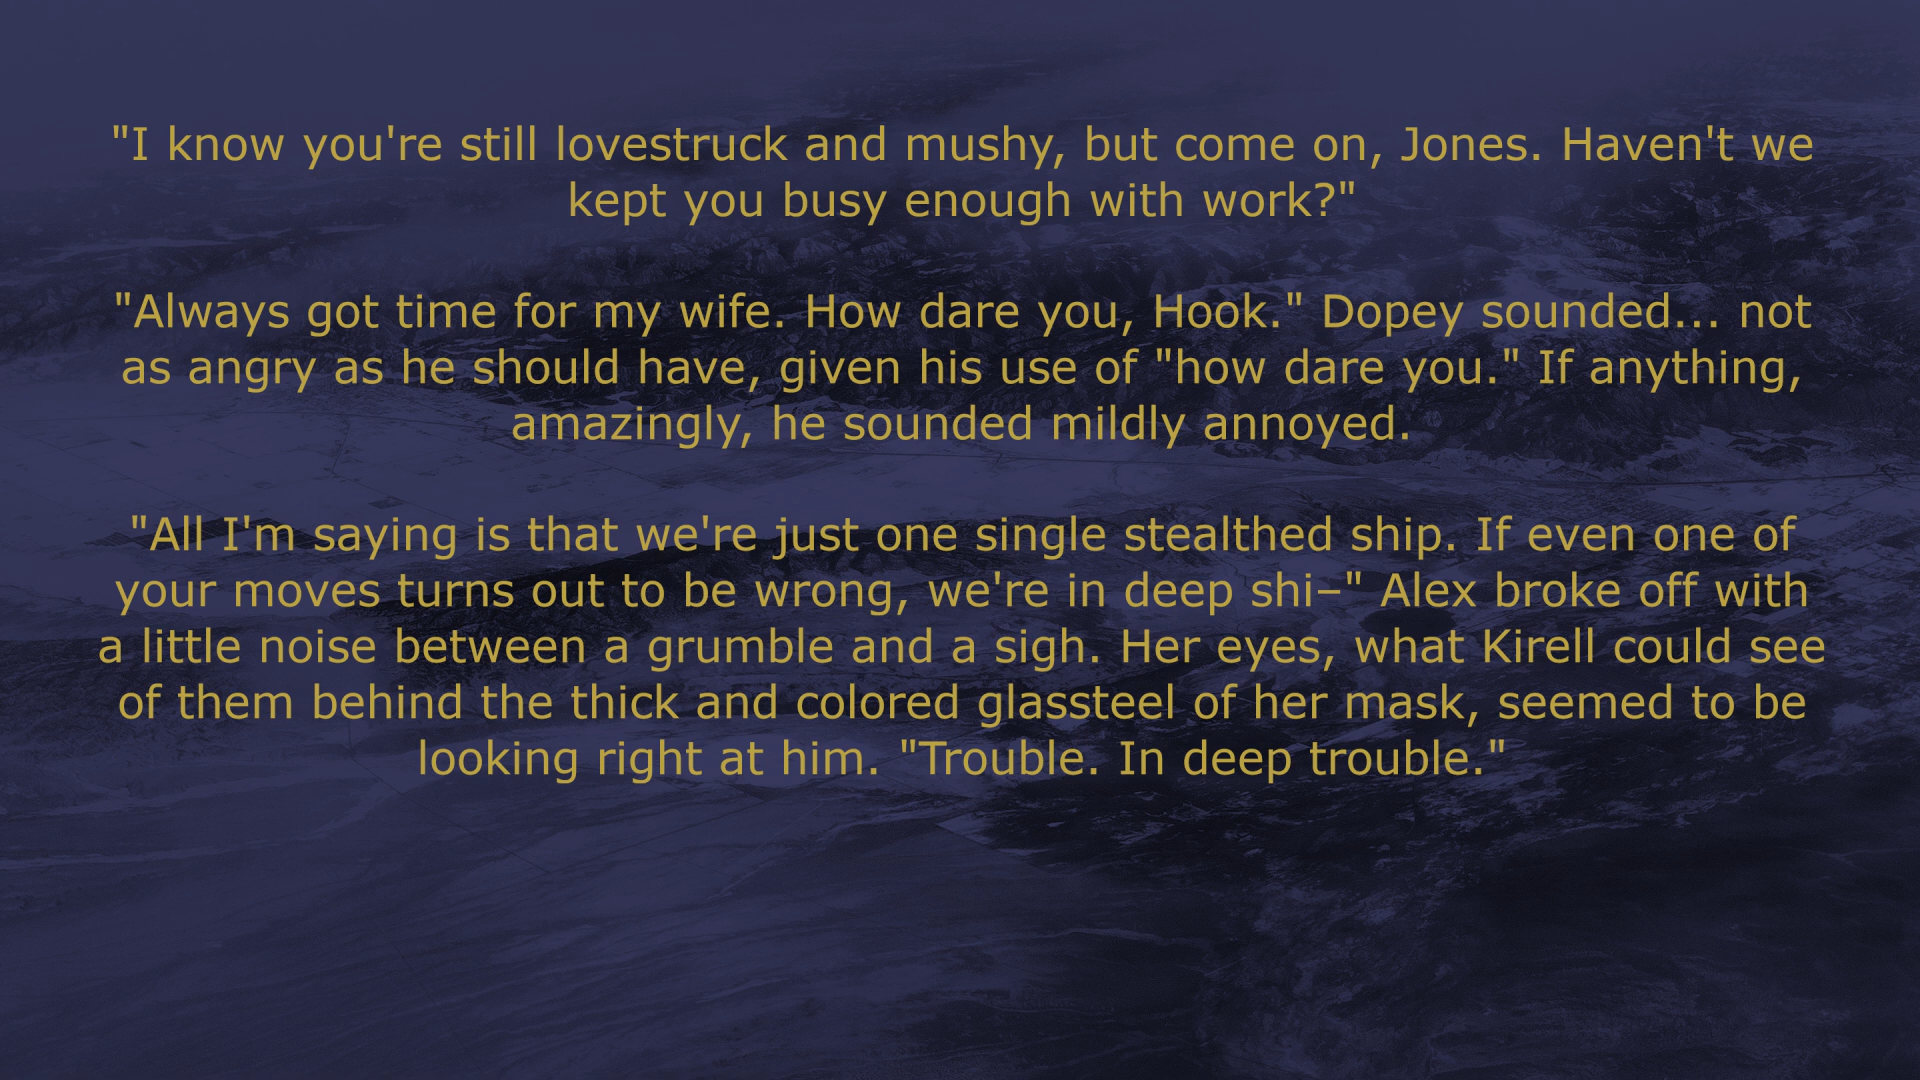 "I know you're still lovestruck and mushy, but come on, Jones. Haven't we
kept you busy enough with work?"
"Always got time for my wife. How dare you, Hook." Dopey sounded... not
as angry as he should have, given his use of "how dare you." If anything,
amazingly, he sounded mildly annoyed.
"All I'm saying is that we're just one single stealthed ship. If even one of
your moves turns out to be wrong, we're in deep shi–" Alex broke off with
a little noise between a grumble and a sigh. Her eyes, what Kirell could see
of them behind the thick and colored glassteel of her mask, seemed to be
looking right at him. "Trouble. In deep trouble."